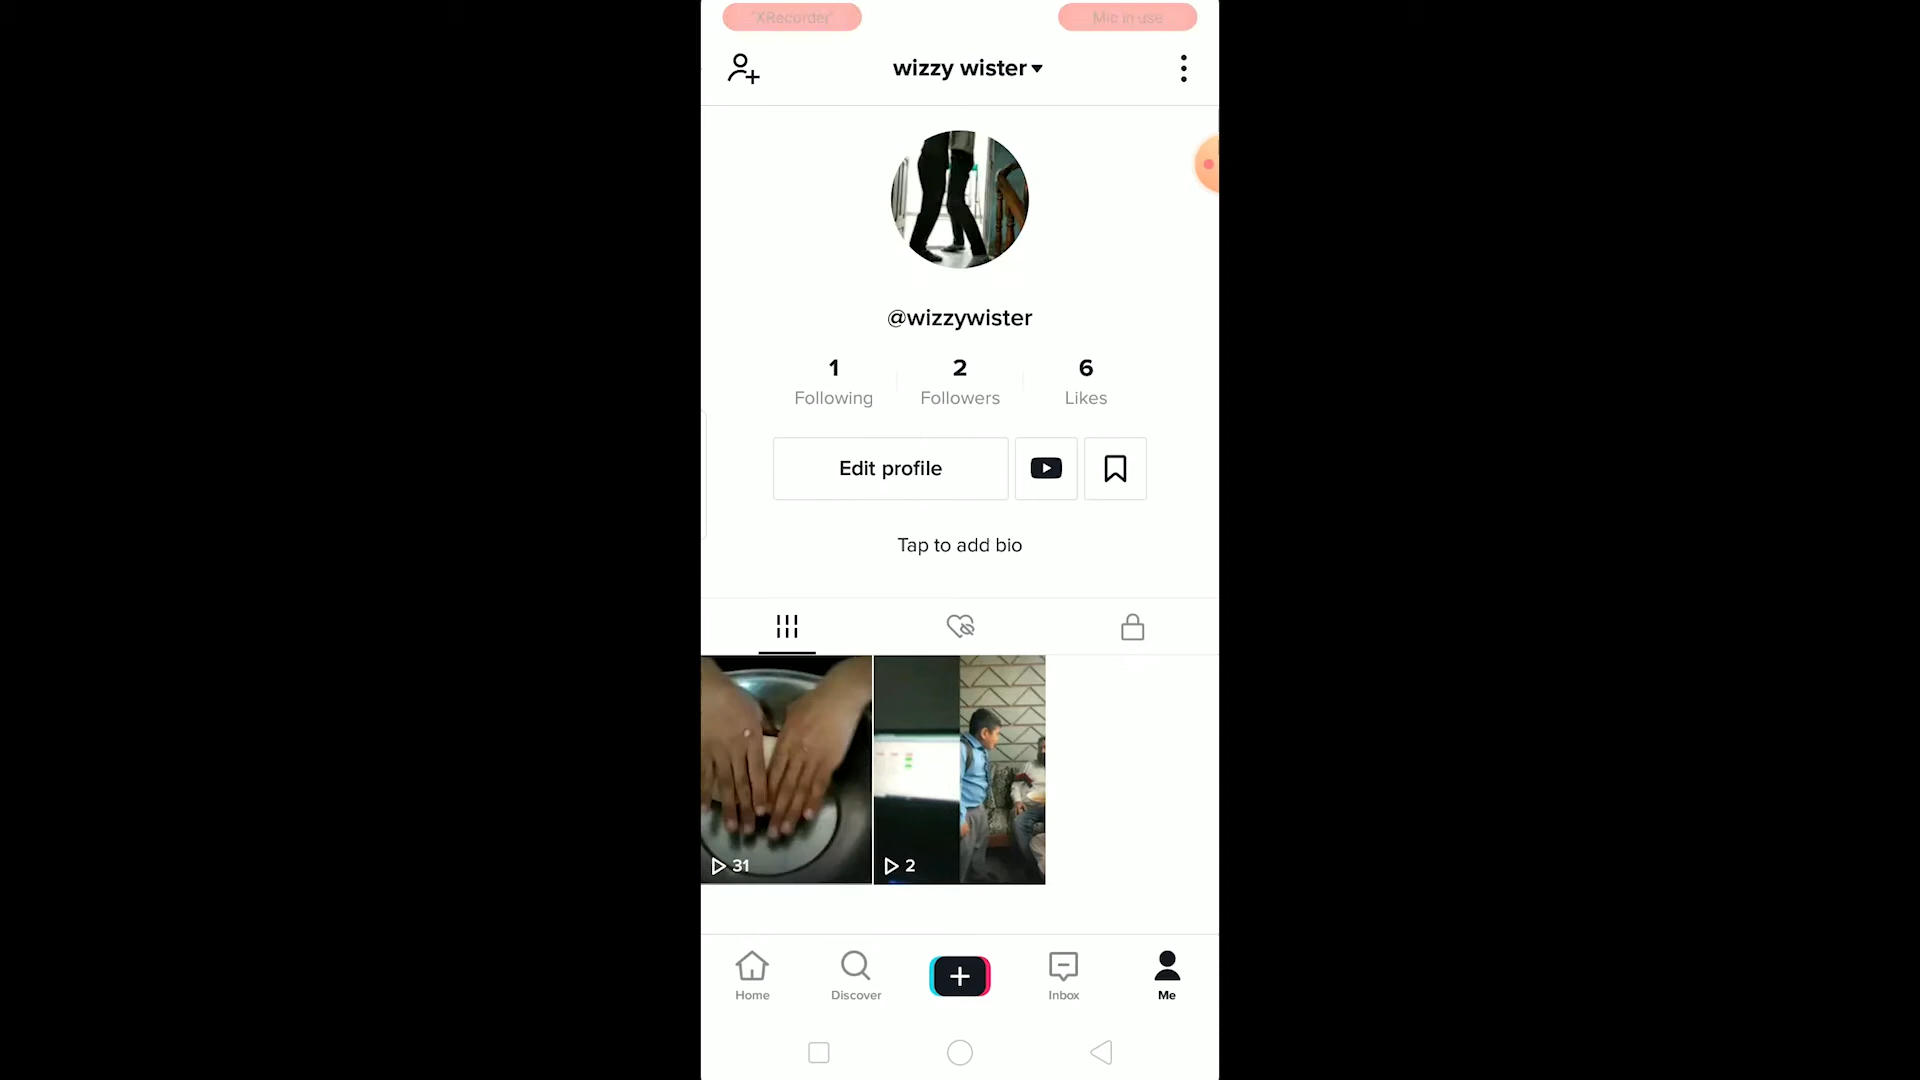 "XRecorder"
Mic in use
wizzy wister
@wizzywister
1 2 6
Following Followers Likes
Edit profile
Tap to add bio
31 2
Home Discover Inbox Me